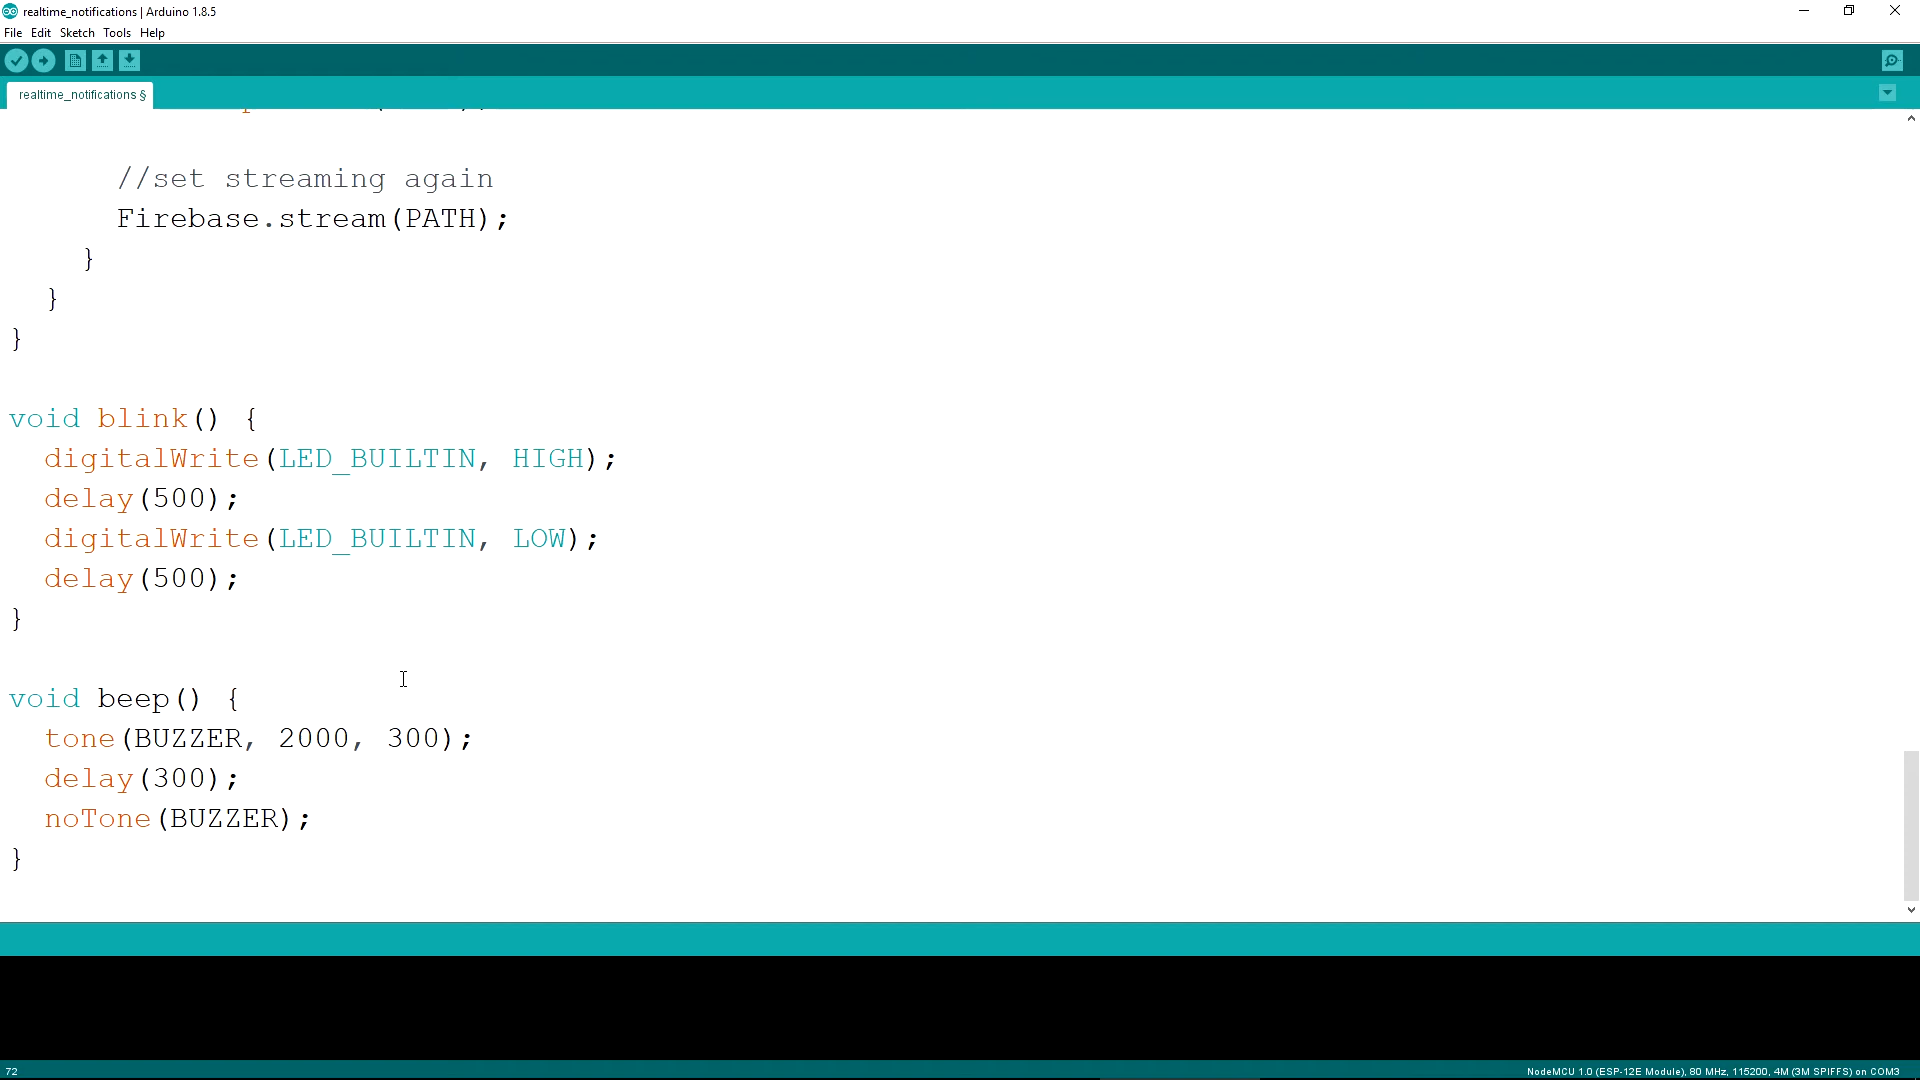 realtime_notifications | Arduino 1.8.5
File Edit Sketch Tools Help
realtime_notifications §
//set streaming again
Firebase.stream(PATH);
}
}
}
void blink() {
digitalWrite(LED_BUILTIN, HIGH);
delay(500);
digitalWrite(LED_BUILTIN, LOW);
delay(500);
}
void beep() {
tone(BUZZER, 2000, 300);
delay(300);
noTone(BUZZER);
}
72
NodeMCU 1.0 (ESP-12E Module), 80 MHz, 115200, 4M (3M SPIFFS) on COM3